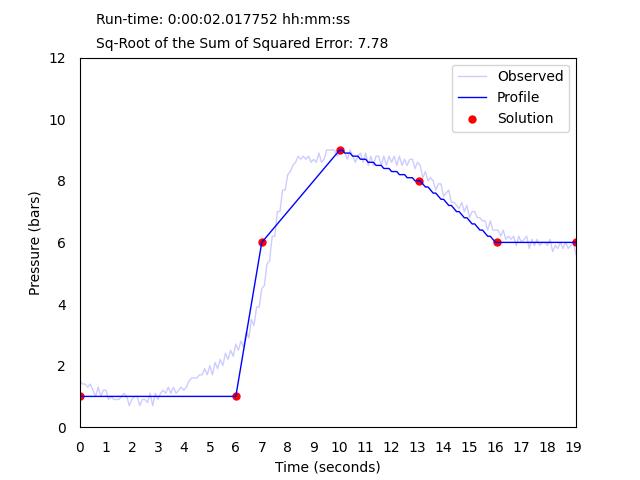 Run-time: 0:00:02.017752 hh:mm:ss
Sq-Root of the Sum of Squared Error: 7.78
12
10
8
6
4
2
0
Pressure (bars)
Observed
Profile
Solution
0 1 2 3 4 5 6 7 8 9 10 11 12 13 14 15 16 17 18 19
Time (seconds)